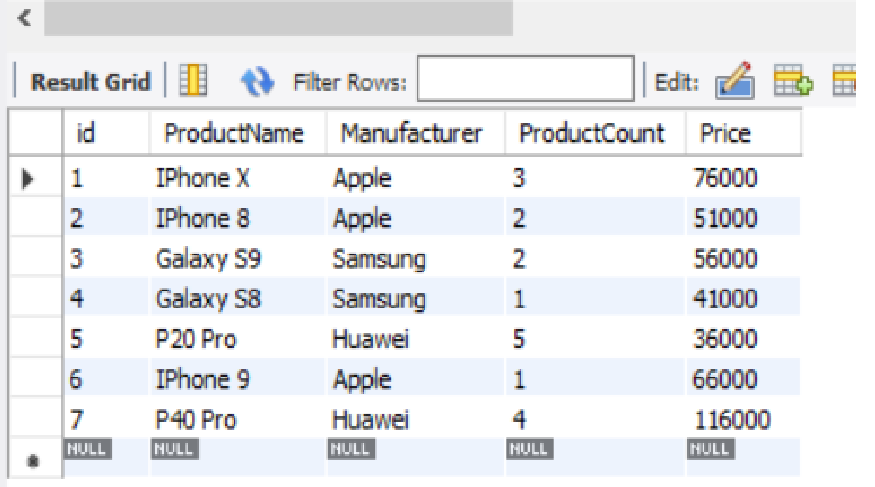 Result Grid Filter Rows: Edit:
id ProductName Manufacturer ProductCount Price
1 IPhone X Apple 3 76000
2 IPhone 8 Apple 2 51000
3 Galaxy S9 Samsung 2 56000
4 Galaxy S8 Samsung 1 41000
5 P20 Pro Huawei 5 36000
6 IPhone 9 Apple 1 66000
7 P40 Pro Huawei 4 116000
NULL NULL NULL NULL NULL